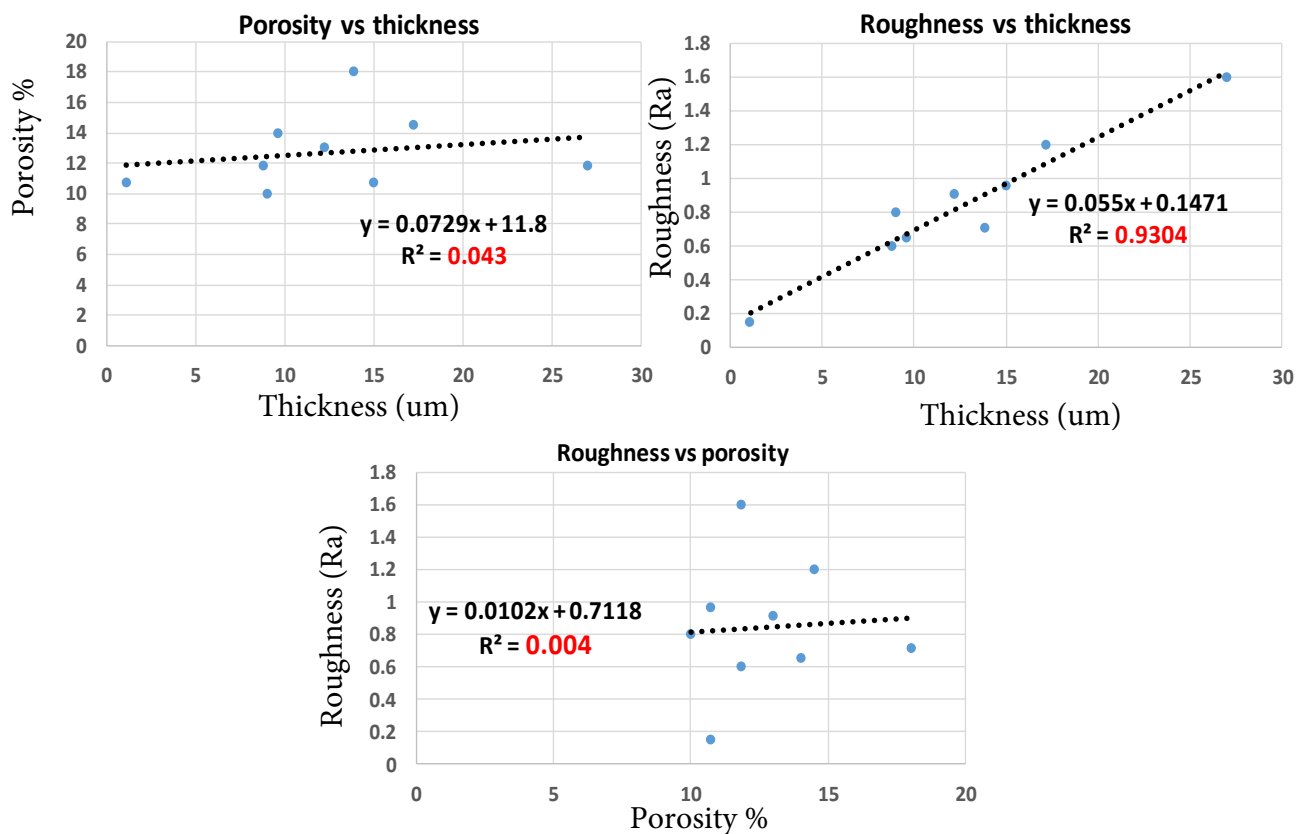 Porosity vs thickness
Porosity %
20
18
16
14
12
10
8
6
4
2
0
y = 0.0729x + 11.8
R² = 0.043
0 5 10 15 20 25 30
Thickness (um)
Roughness vs thickness
Roughness (Ra)
1.8
1.6
1.4
1.2
1
0.8
0.6
0.4
0.2
0
y = 0.055x + 0.1471
R² = 0.9304
0 5 10 15 20 25 30
Thickness (um)
Roughness vs porosity
Roughness (Ra)
1.8
1.6
1.4
1.2
1
0.8
0.6
0.4
0.2
0
y = 0.0102x + 0.7118
R² = 0.004
0 5 10 15 20
Porosity %